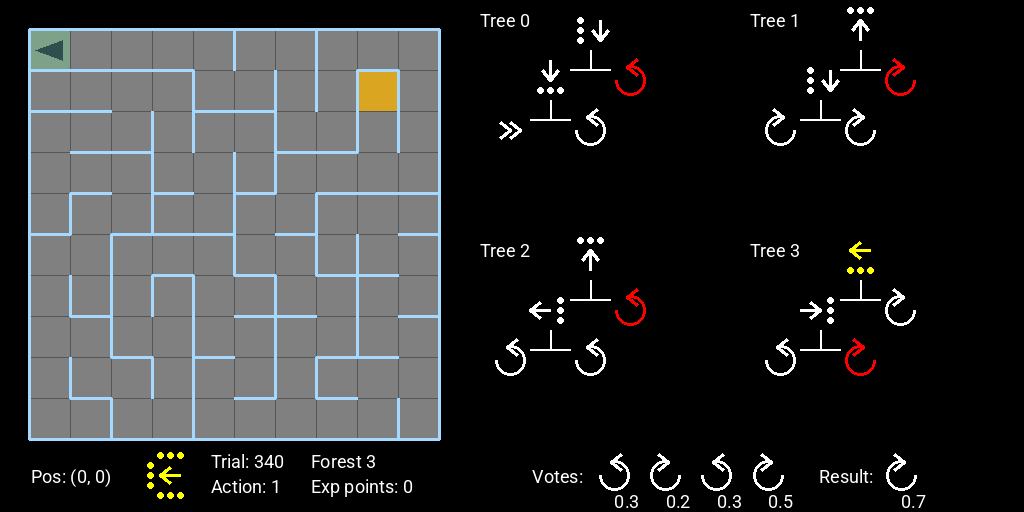 Tree 0
Tree 1
Tree 2
Tree 3
Pos: (0, 0)
Trial: 340
Forest 3
Action: 1
Exp points: 0
Votes:
0.3
0.2
0.3
0.5
Result:
0.7